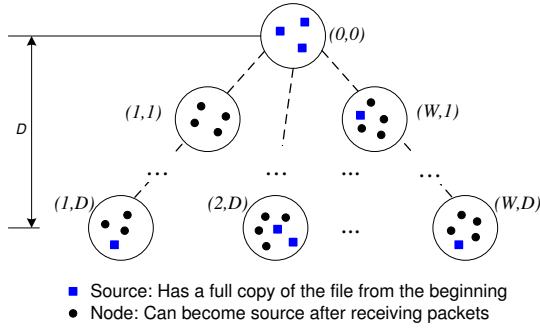 (0,0)
D
(1,1)
(W,1)
... ... ... ...
(1,D)
(2,D)
(W,D)
...
Source: Has a full copy of the file from the beginning
Node: Can become source after receiving packets